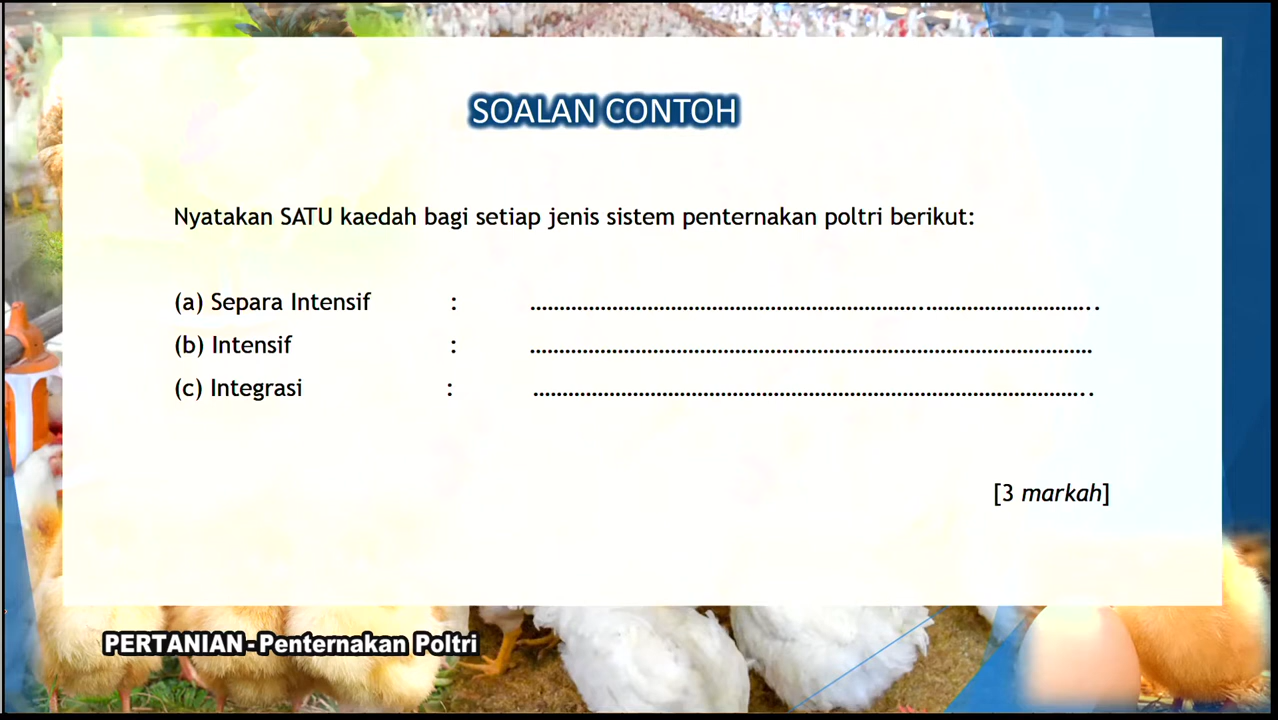 SOALAN CONTOH
Nyatakan SATU kaedah bagi setiap jenis sistem penternakan poltri berikut:
(a) Separa Intensif : ……………………………………………………………….…………………………..
(b) Intensif : ……………………………………………………………………………………………
(c) Integrasi : …………………………………………………………………………………………..
[3 markah]
PERTANIAN - Penternakan Poltri